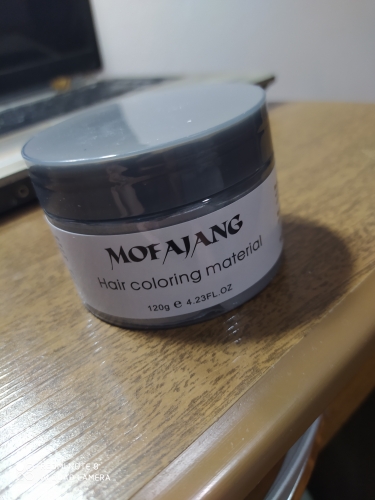 MOFAJANG
Hair coloring material
120g ℮ 4.23FL.OZ